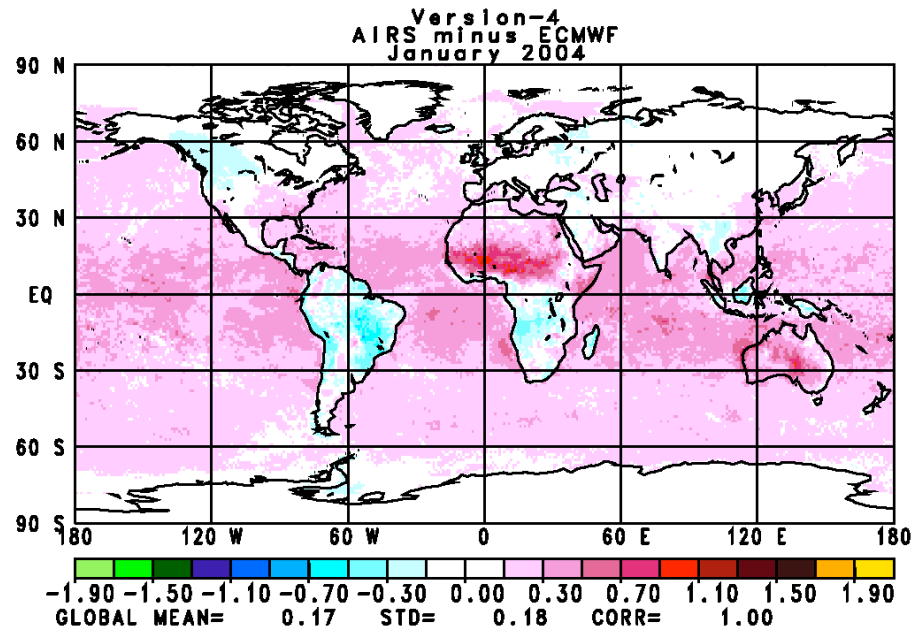 Version-4
AIRS minus ECMWF
January 2004
90 N
60 N
30 N
EQ
30 S
60 S
90 S
180 120 W 60 W 0 60 E 120 E 180
-1.90 -1.50 -1.10 -0.70 -0.30 0.00 0.30 0.70 1.10 1.50 1.90
GLOBAL MEAN= 0.17 STD= 0.18 CORR= 1.00